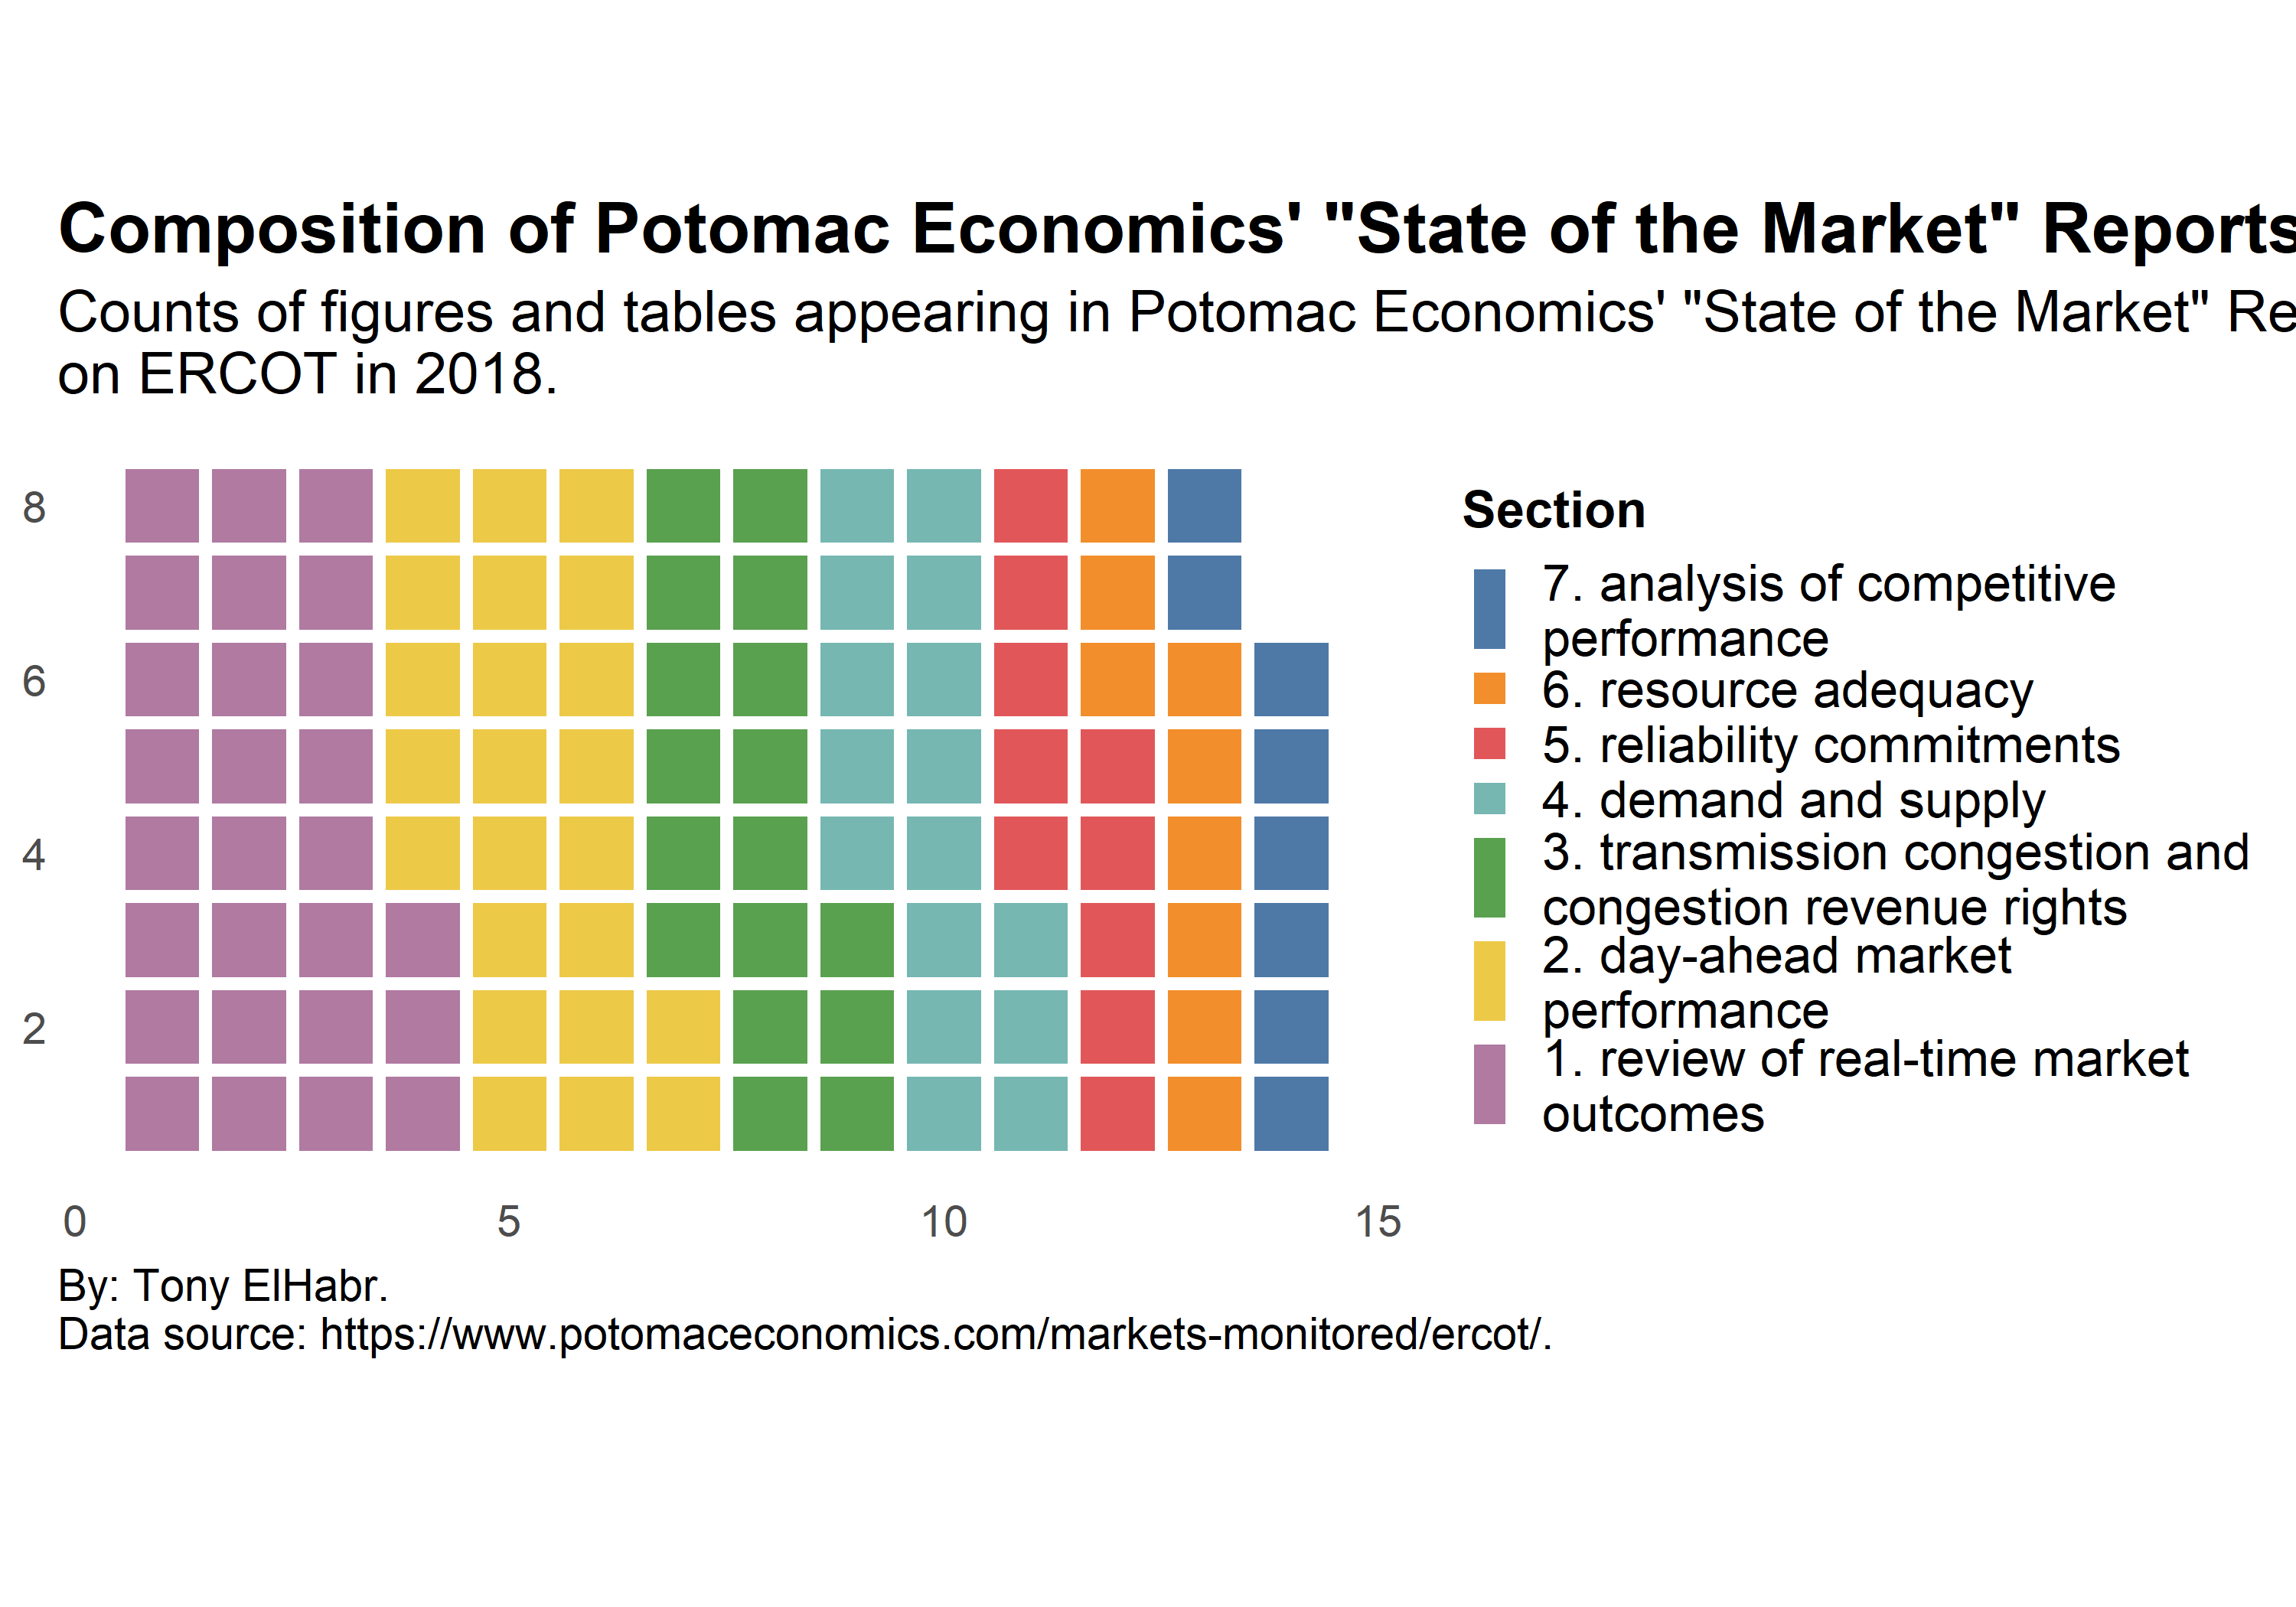 Composition of Potomac Economics' "State of the Market" Reports
Counts of figures and tables appearing in Potomac Economics' "State of the Market" Re
on ERCOT in 2018.
8
6
4
2
0 5 10 15
Section
7. analysis of competitive
performance
6. resource adequacy
5. reliability commitments
4. demand and supply
3. transmission congestion and
congestion revenue rights
2. day-ahead market
performance
1. review of real-time market
outcomes
By: Tony ElHabr.
Data source: https://www.potomaceconomics.com/markets-monitored/ercot/.